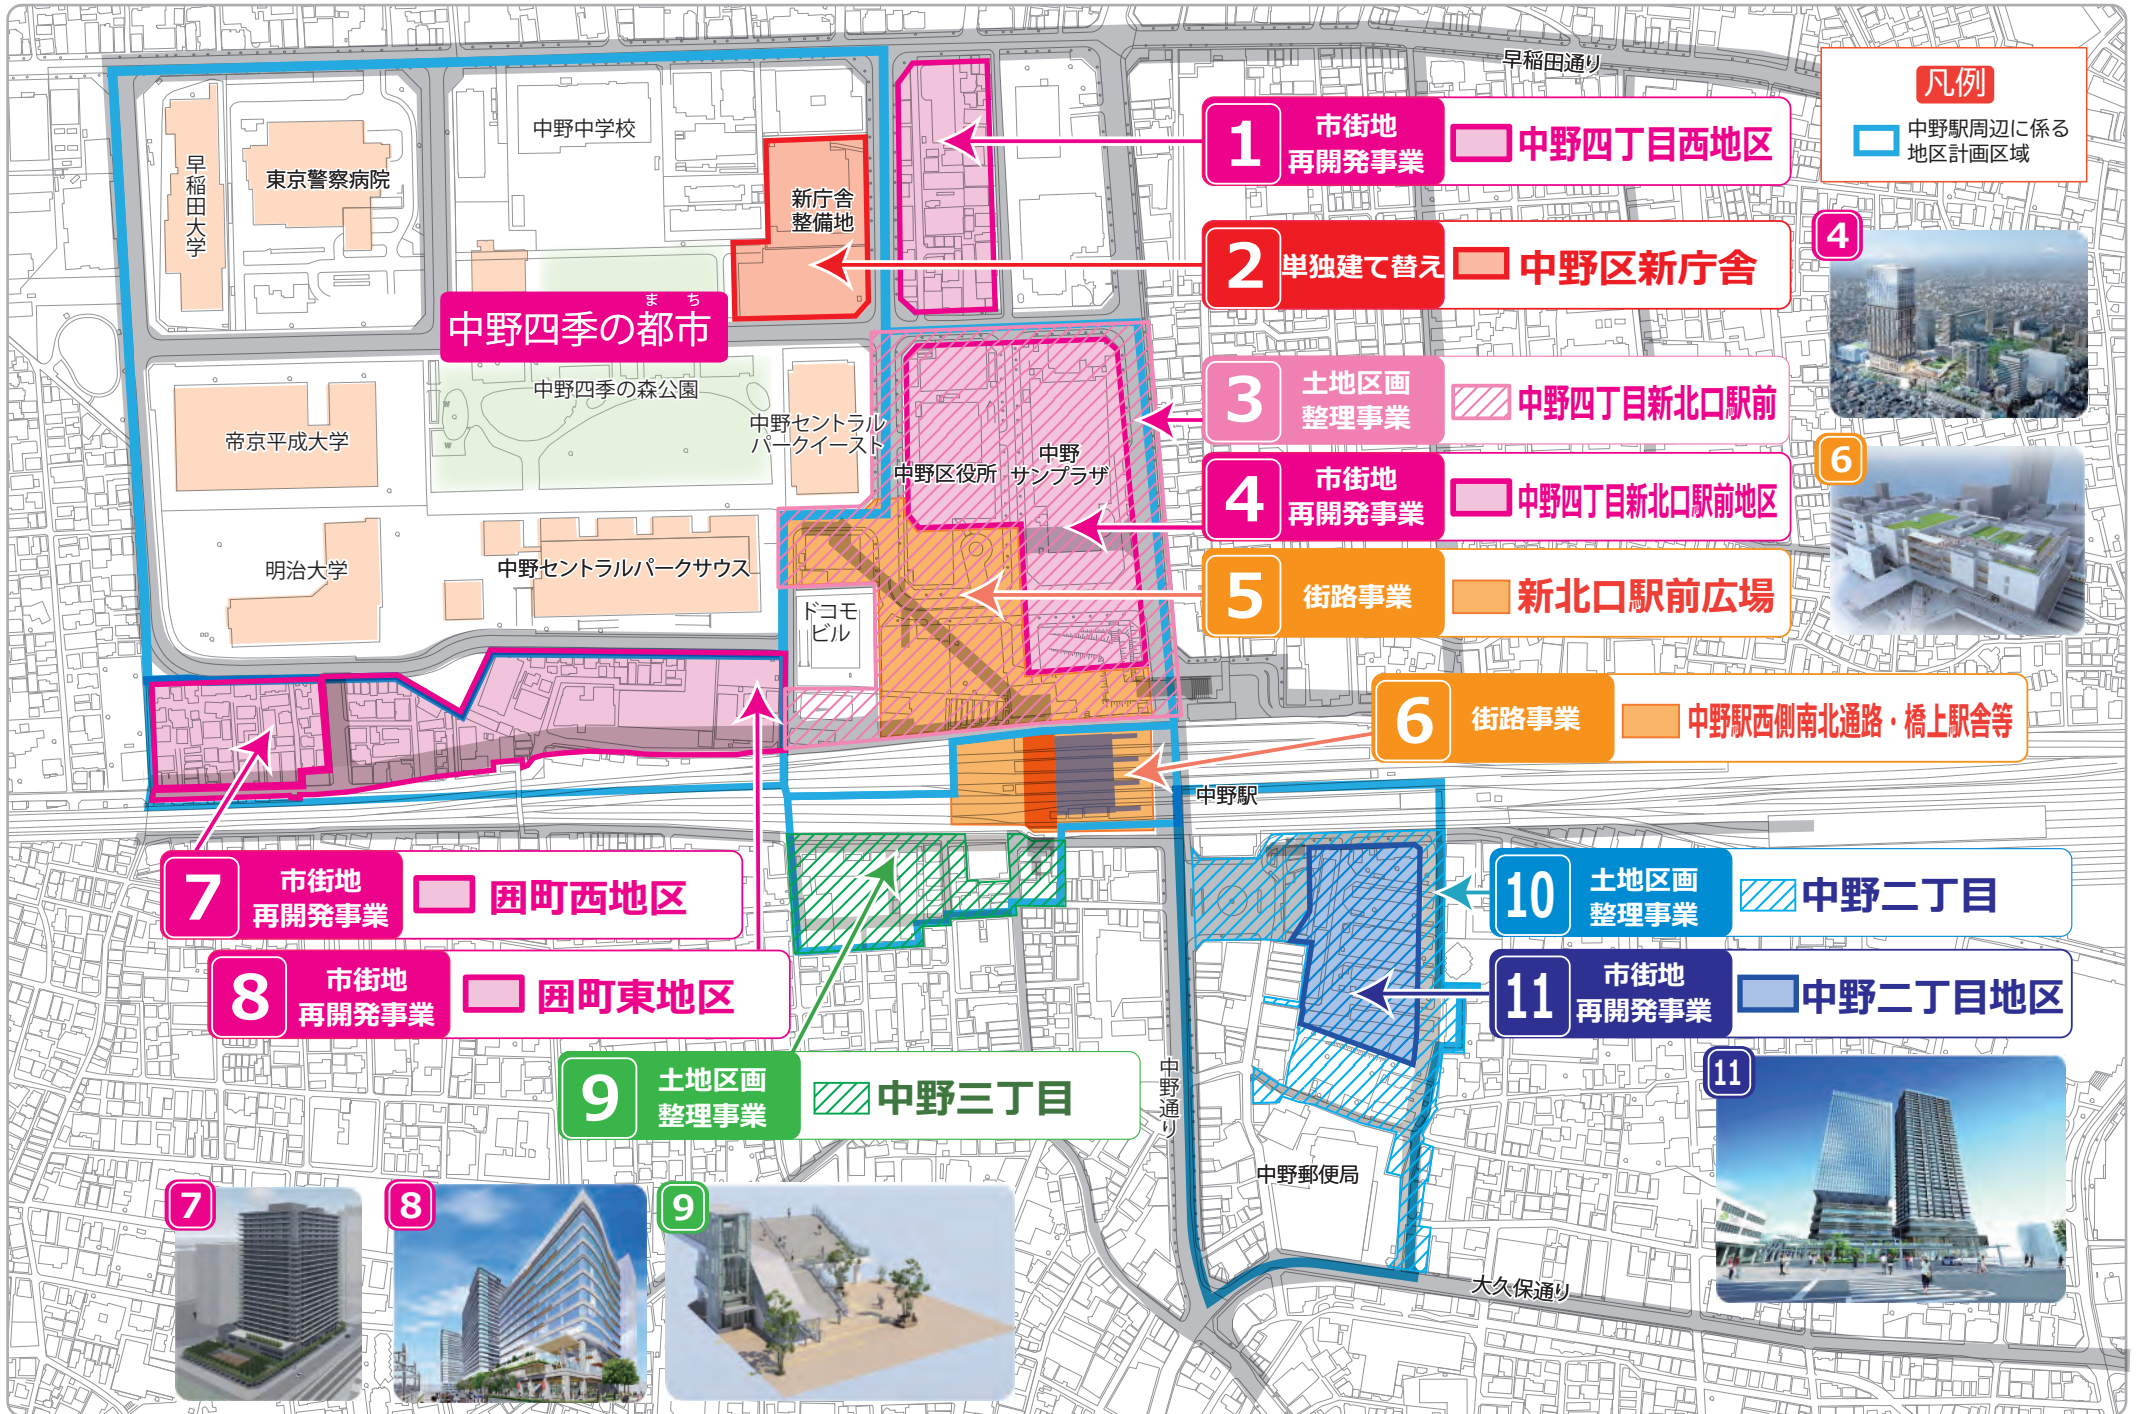 早稲田通り
凡例
中野駅周辺に係る
地区計画区域
1
市街地
再開発事業
中野四丁目西地区
2
単独建て替え
中野区新庁舎
3
土地区画
整理事業
中野四丁目新北口駅前
4
市街地
再開発事業
中野四丁目新北口駅前地区
5
街路事業
新北口駅前広場
6
街路事業
中野駅西側南北通路・橋上駅舎等
4
6
早稲田大学
東京警察病院
中野中学校
新庁舎
整備地
まち
中野四季の都市
中野四季の森公園
中野セントラル
パークイースト
帝京平成大学
中野区役所
中野
サンプラザ
明治大学
中野セントラルパークサウス
ドコモ
ビル
中野駅
7
市街地
再開発事業
囲町西地区
8
市街地
再開発事業
囲町東地区
9
土地区画
整理事業
中野三丁目
10
土地区画
整理事業
中野二丁目
11
市街地
再開発事業
中野二丁目地区
中野通り
中野郵便局
大久保通り
7
8
9
11